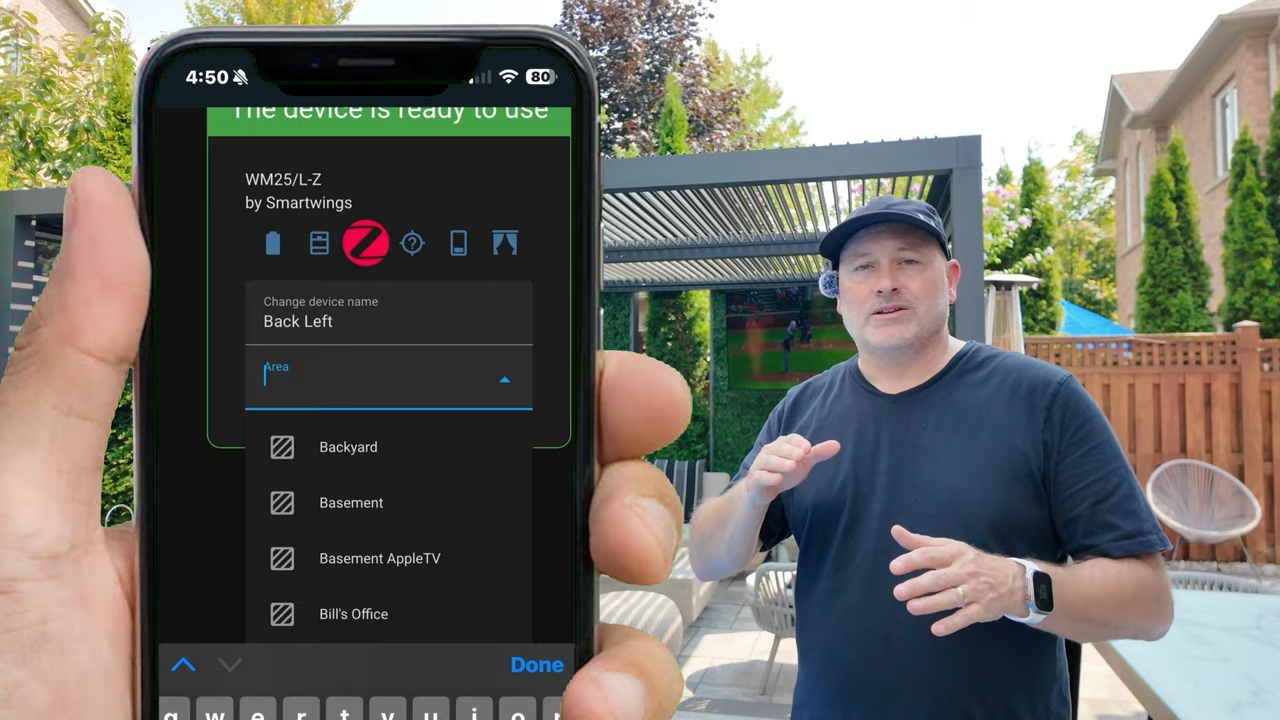 4:50
80
The device is ready to use
WM25/L-Z
by Smartwings
Change device name
Back Left
Area
Backyard
Basement
Basement AppleTV
Bill's Office
Done
q w e r t y u i o p